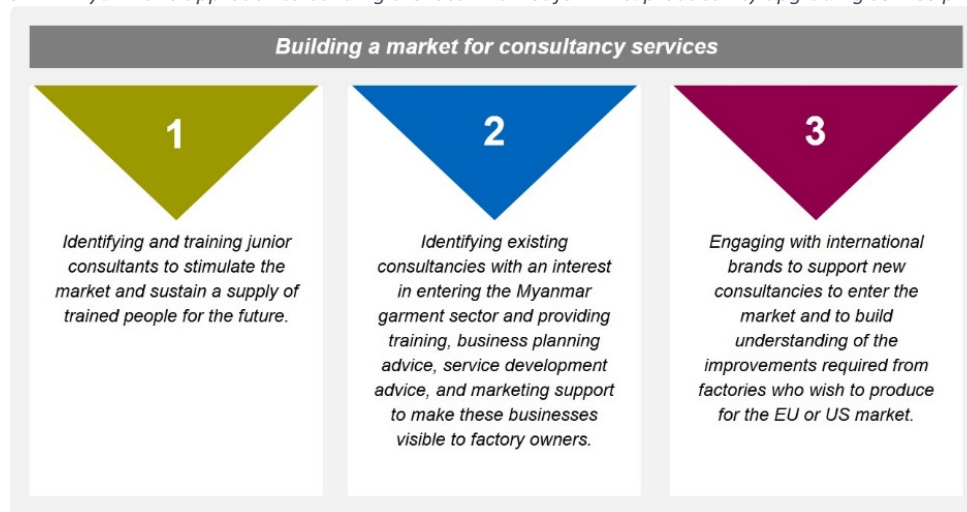 approach to building
Building a market for consultancy services
1
Identifying and training junior
consultants to stimulate the
market and sustain a supply of
trained people for the future.
2
Identifying existing
consultancies with an interest
in entering the Myanmar
garment sector and providing
training, business planning
advice, service development
advice, and marketing support
to make these businesses
visible to factory owners.
3
Engaging with international
brands to support new
consultancies to enter the
market and to build
understanding of the
improvements required from
factories who wish to produce
for the EU or US market.